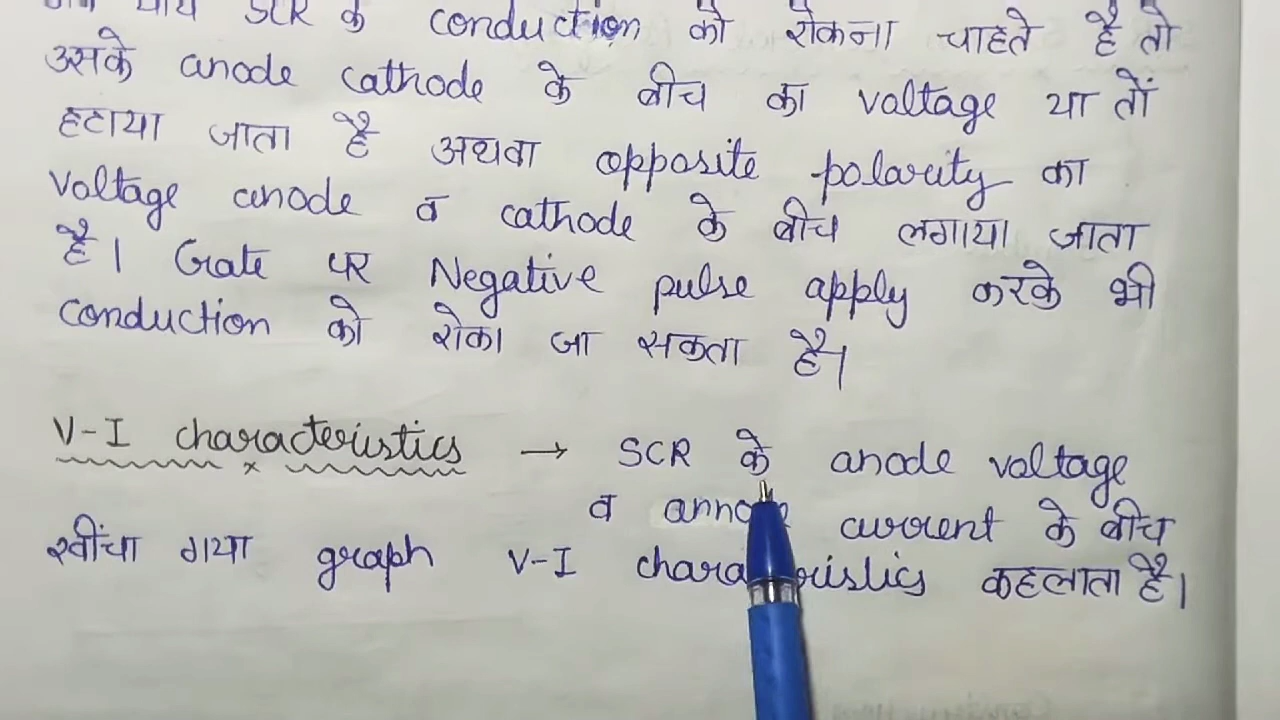 SCR के conduction को रोकना चाहते है तो
उसके anode cathode के बीच का voltage या तों
हटाया जाता है अथवा opposite polarity का
voltage anode व cathode के बीच लगाया जाता
है। Grate पर Negative pulse apply करके भी
conduction को रोका जा सकता है।
V-I characteristics → SCR के anode voltage
व current के बीच
खींचा गया graph V-I characteristics कहलाता है।